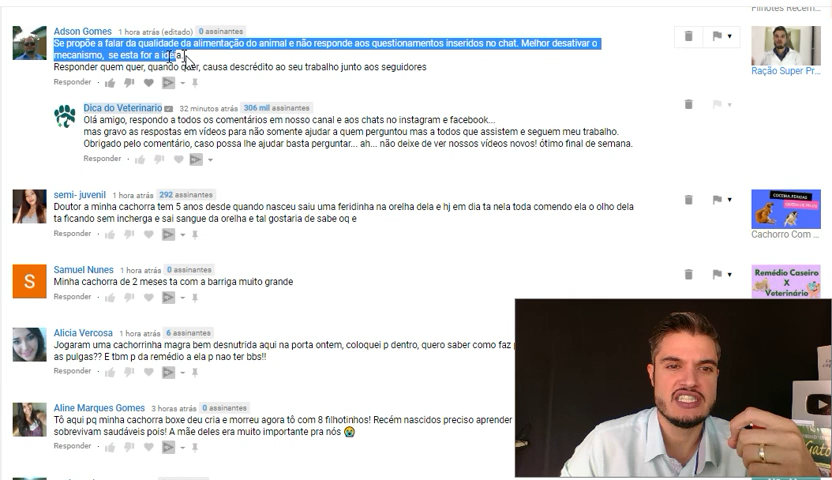 Filhotes Recém...
Adson Gomes 1 hora atrás (editado) 0 assinantes
Se propõe a falar da qualidade da alimentação do animal e não responde aos questionamentos inseridos no chat. Melhor desativar o
mecanismo, se esta for a ideia.
Responder quem quer, quando quer, causa descrédito ao seu trabalho junto aos seguidores
Responder
Ração Super Pr...
Dica do Veterinario 32 minutos atrás 306 mil assinantes
Olá amigo, respondo a todos os comentários em nosso canal e aos chats no instagram e facebook...
mas gravo as respostas em vídeos para não somente ajudar a quem perguntou mas a todos que assistem e seguem meu trabalho.
Obrigado pelo comentário, caso possa lhe ajudar basta perguntar... ah... não deixe de ver nossos vídeos novos! ótimo final de semana.
Responder
semi- juvenil 1 hora atrás 292 assinantes
Doutor a minha cachorra tem 5 anos desde quando nasceu saiu uma feridinha na orelha dela e hj em dia ta nela toda comendo ela o olho dela
ta ficando sem incherga e sai sangue da orelha e tal gostaria de sabe oq e
Responder
COCEIRA, FERIDAS
Cachorro Com ...
Samuel Nunes 1 hora atrás 0 assinantes
S
Minha cachorra de 2 meses ta com a barriga muito grande
Responder
Remédio Caseiro
X
Veterinário
Alicia Vercosa 1 hora atrás 6 assinantes
Jogaram uma cachorrinha magra bem desnutrida aqui na porta ontem, coloquei p dentro, quero saber como faz p
as pulgas?? E tbm p da remédio a ela p nao ter bbs!!
Responder
Aline Marques Gomes 3 horas atrás 0 assinantes
Tô aqui pq minha cachorra boxe deu cria e morreu agora tô com 8 filhotinhos! Recém nascidos preciso aprender
sobrevivam saudáveis pois! A mãe deles era muito importante pra nós 😭
Responder